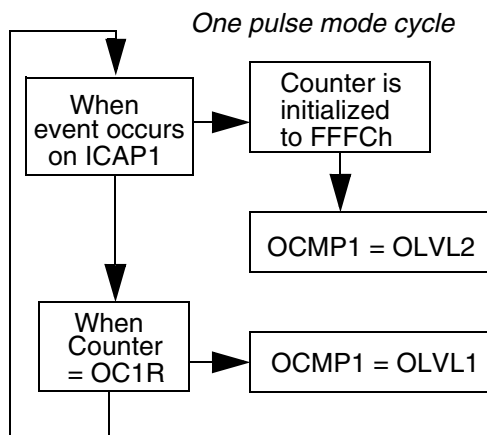 One pulse mode cycle
When
event occurs
on ICAP1
Counter is
initialized
to FFFCh
OCMP1 = OLVL2
When
Counter
= OC1R
OCMP1 = OLVL1